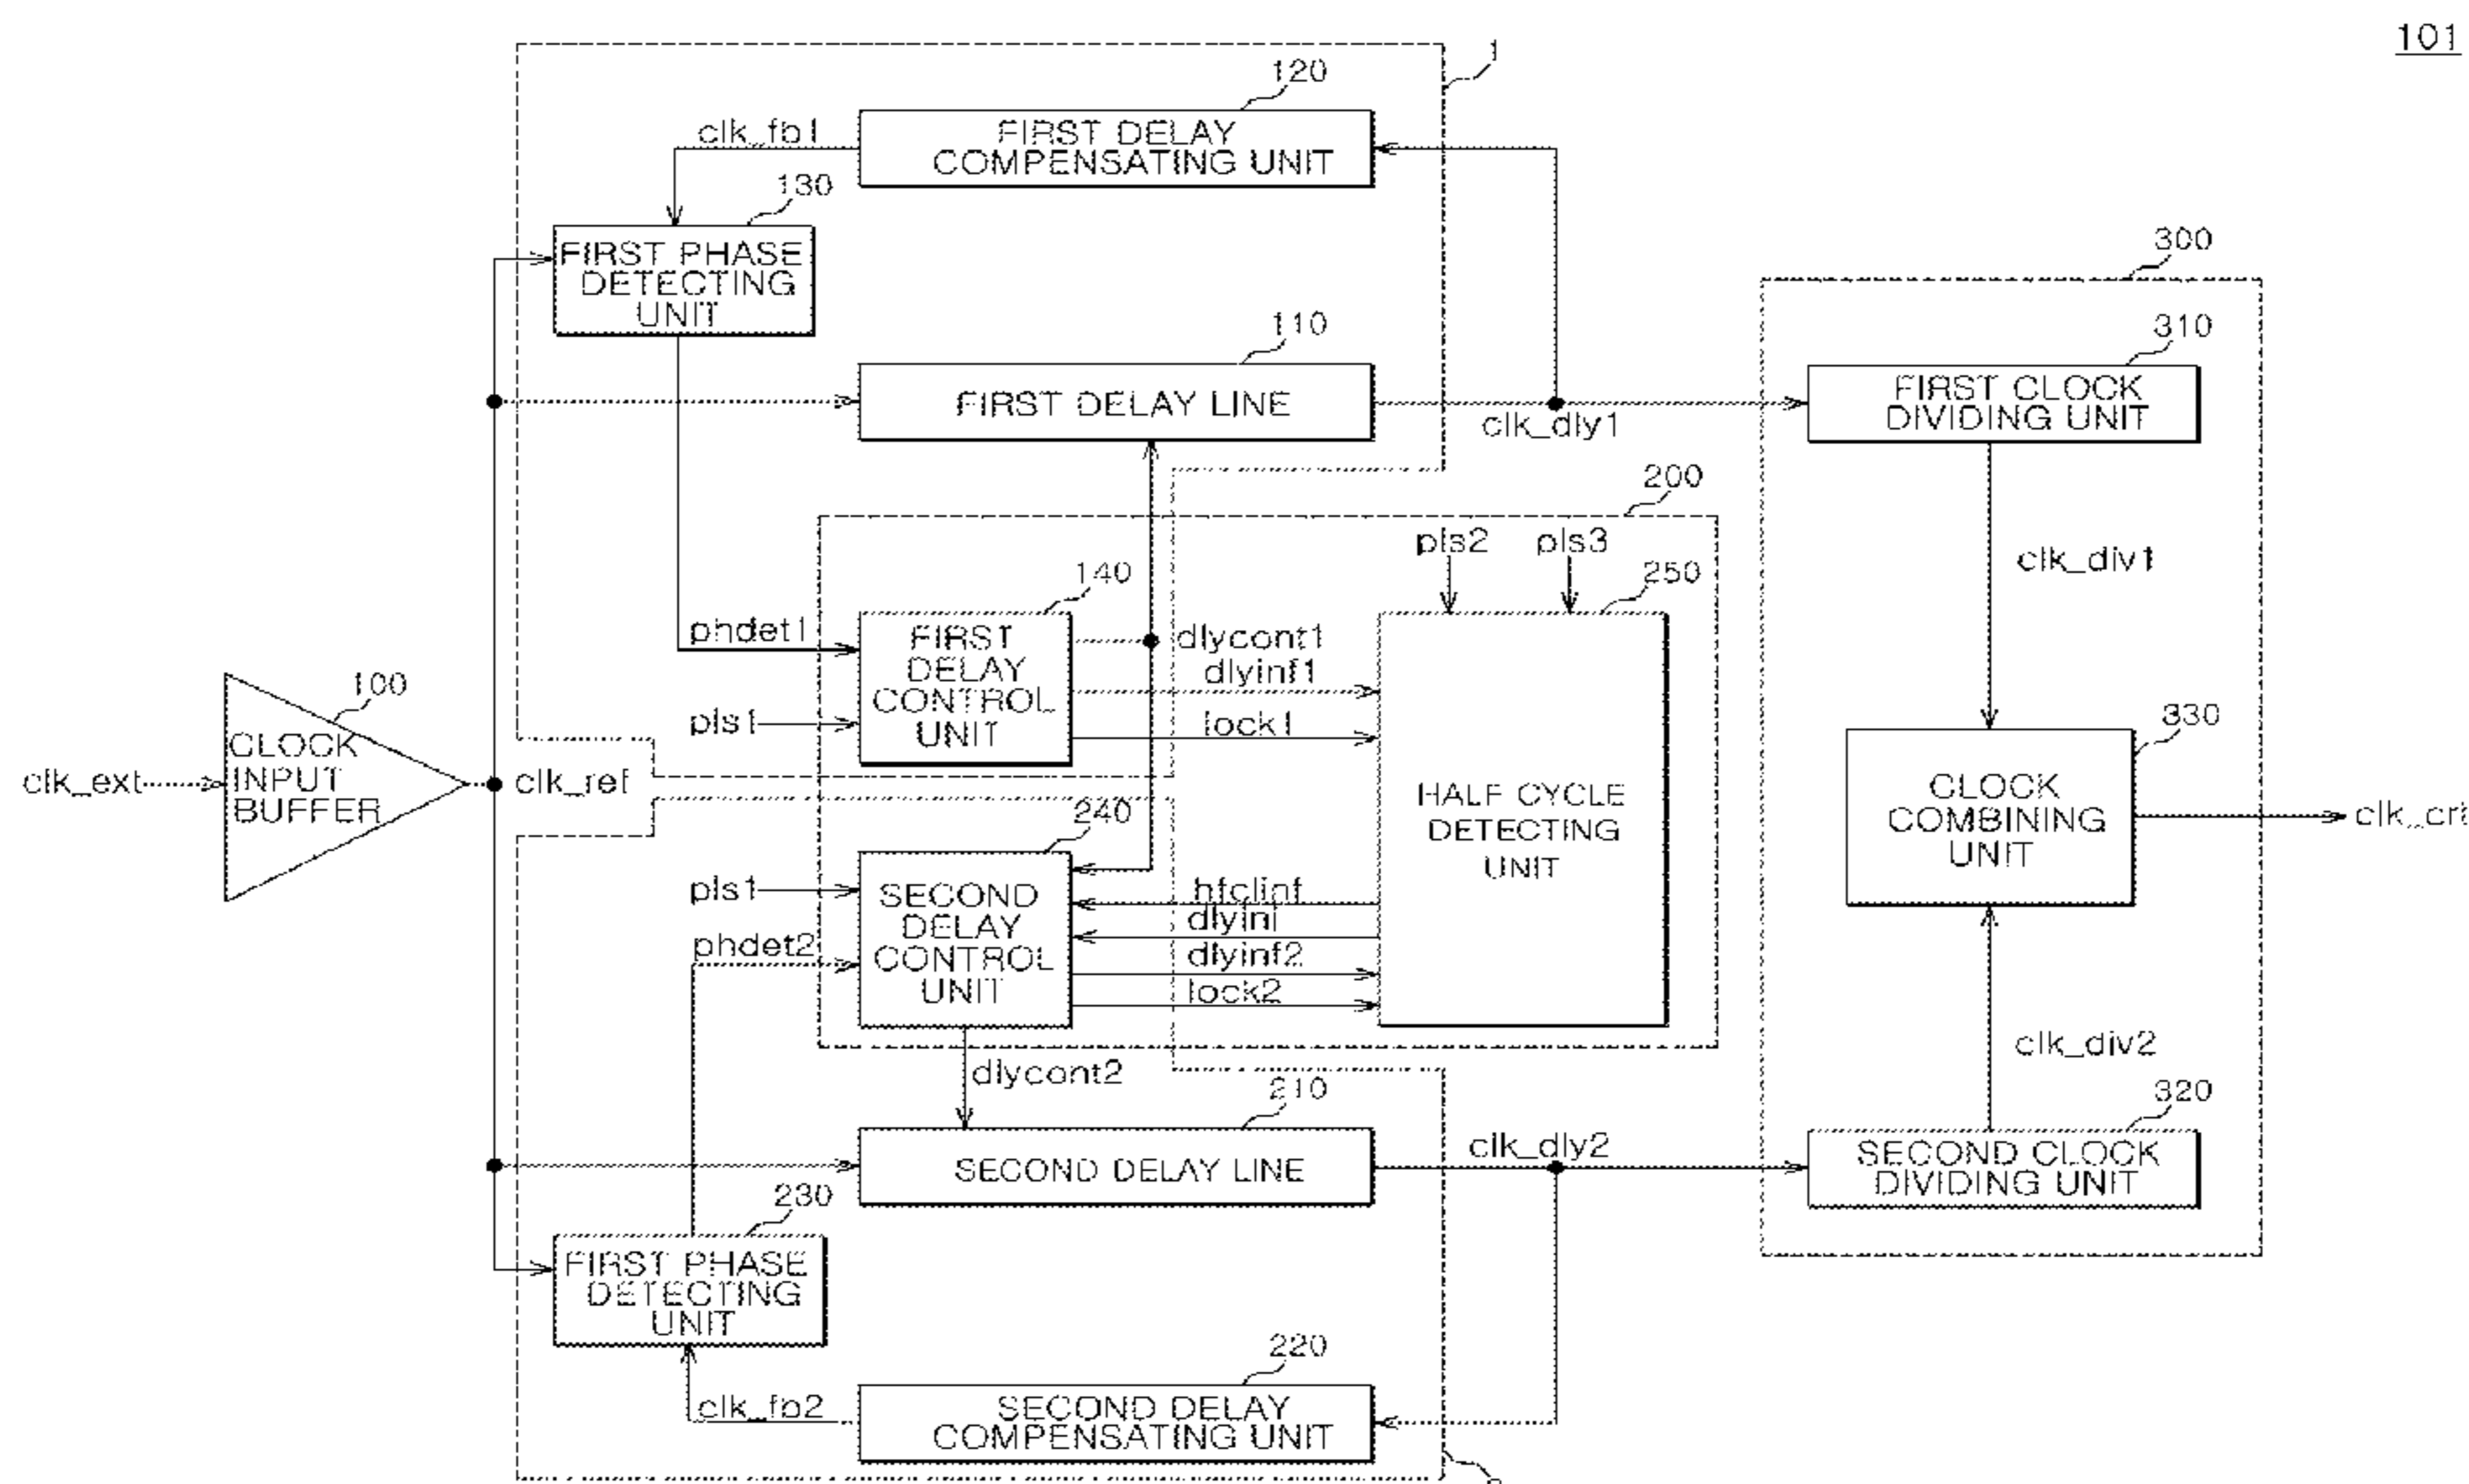 101
1
120
clk_fb1
FIRST DELAY
COMPENSATING UNIT
130
FIRST PHASE
DETECTING
UNIT
300
110
310
FIRST DELAY LINE
clk_dly1
FIRST CLOCK
DIVIDING UNIT
200
pls2
pls3
clk_div1
140
250
phdet1
FIRST
DELAY
CONTROL
UNIT
dlycont1
dlyinf1
pls1
lock1
100
CLOCK
INPUT
BUFFER
clk_ext
clk_ref
HALF CYCLE
DETECTING
UNIT
330
CLOCK
COMBINING
UNIT
clk_crt
240
pls1
SECOND
DELAY
CONTROL
UNIT
hfclinf
phdet2
dlyinf2
lock2
dlycont2
clk_div2
210
320
SECOND DELAY LINE
clk_dly2
SECOND CLOCK
DIVIDING UNIT
230
FIRST PHASE
DETECTING
UNIT
220
clk_fb2
SECOND DELAY
COMPENSATING UNIT